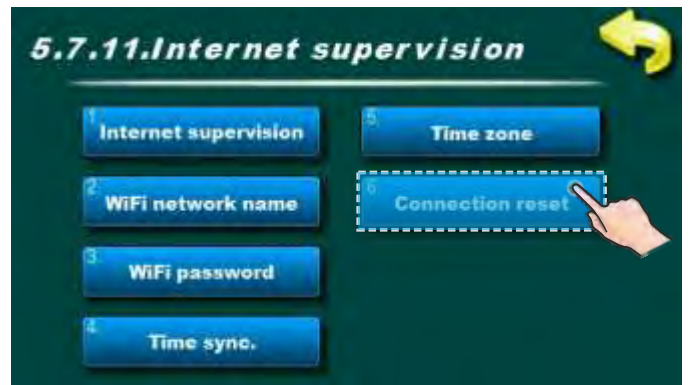 5.7.11.Internet supervision
1.
Internet supervision
2.
WiFi network name
3.
WiFi password
4.
Time sync.
5.
Time zone
6.
Connection reset